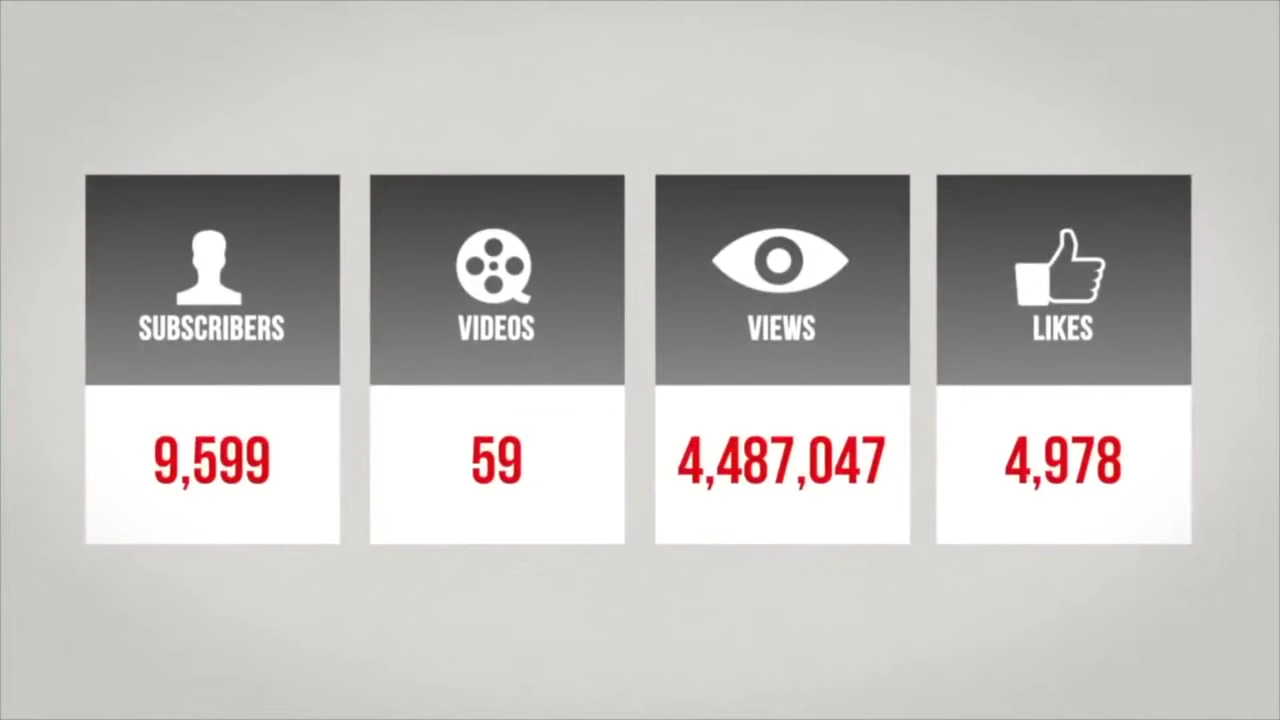 SUBSCRIBERS
9,599
VIDEOS
59
VIEWS
4,487,047
LIKES
4,978